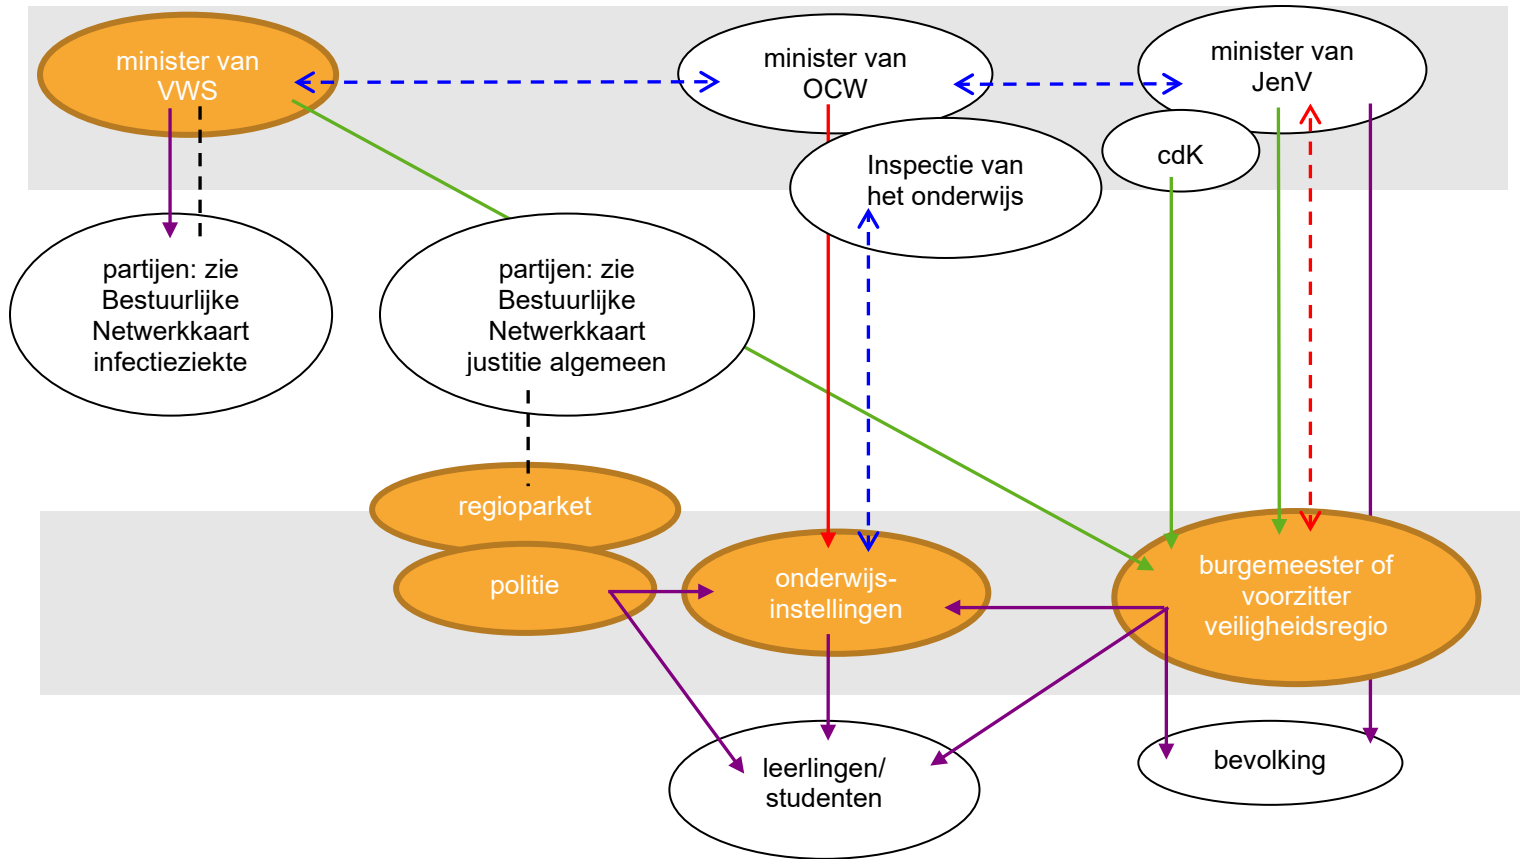 minister van
VWS
minister van
OCW
minister van
JenV
cdK
Inspectie van
het onderwijs
partijen: zie
Bestuurlijke
Netwerkkaart
infectieziekte
partijen: zie
Bestuurlijke
Netwerkkaart
justitie algemeen
regioparket
politie
onderwijs-
instellingen
burgemeester of
voorzitter
veiligheidsregio
leerlingen/
studenten
bevolking